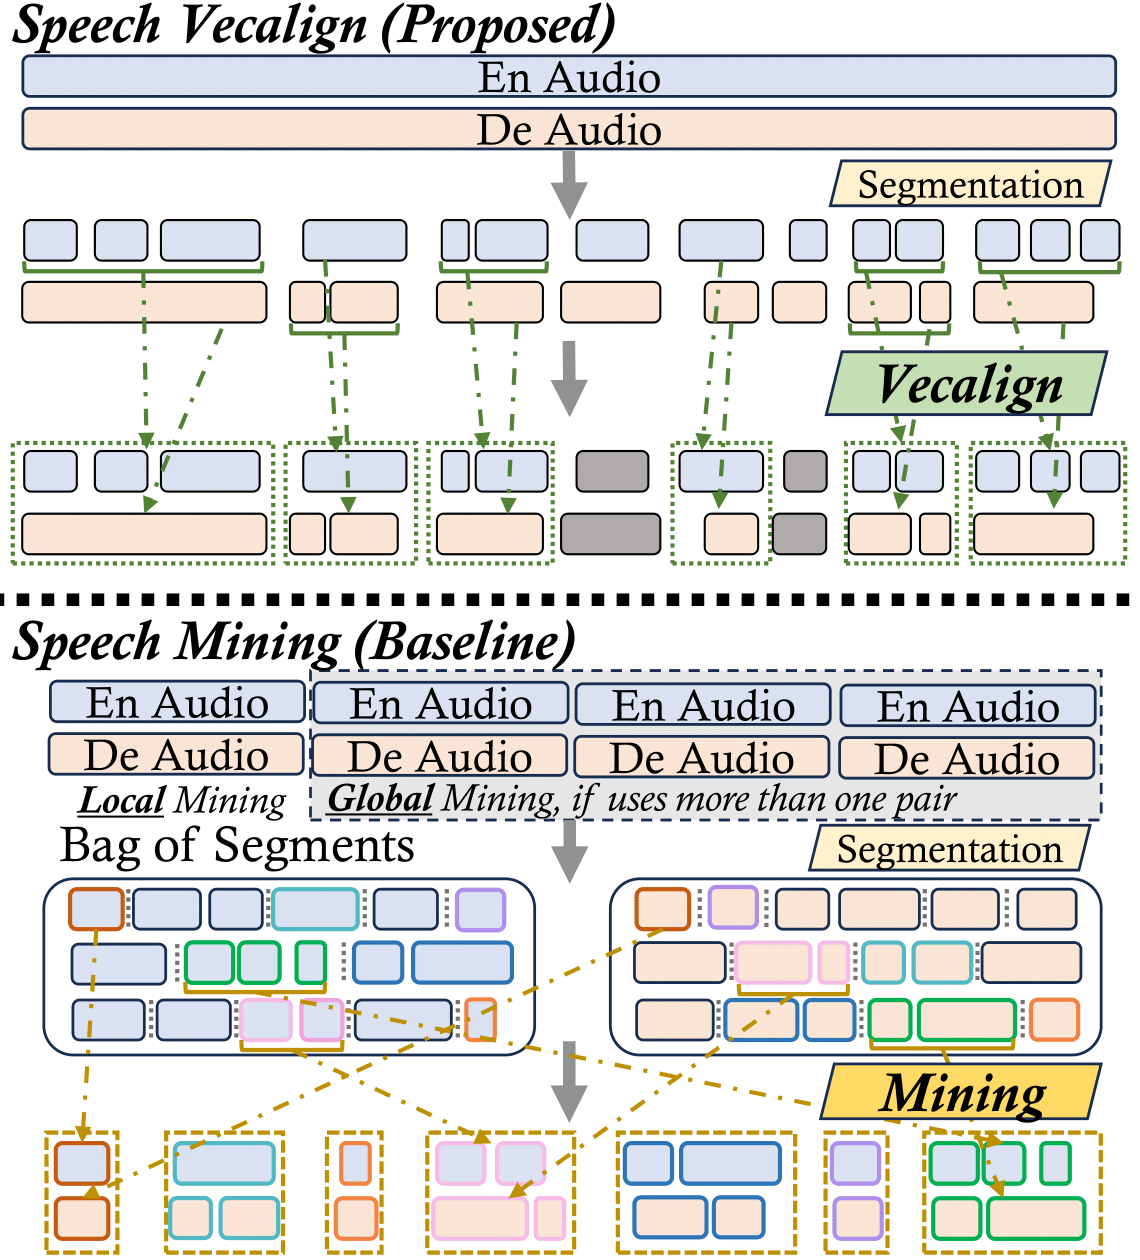 Speech Vecalign (Proposed)
En Audio
De Audio
Segmentation
Vecalign
Speech Mining (Baseline)
En Audio
En Audio
En Audio
En Audio
De Audio
De Audio
De Audio
De Audio
Local Mining
Global Mining, if uses more than one pair
Bag of Segments
Segmentation
Mining